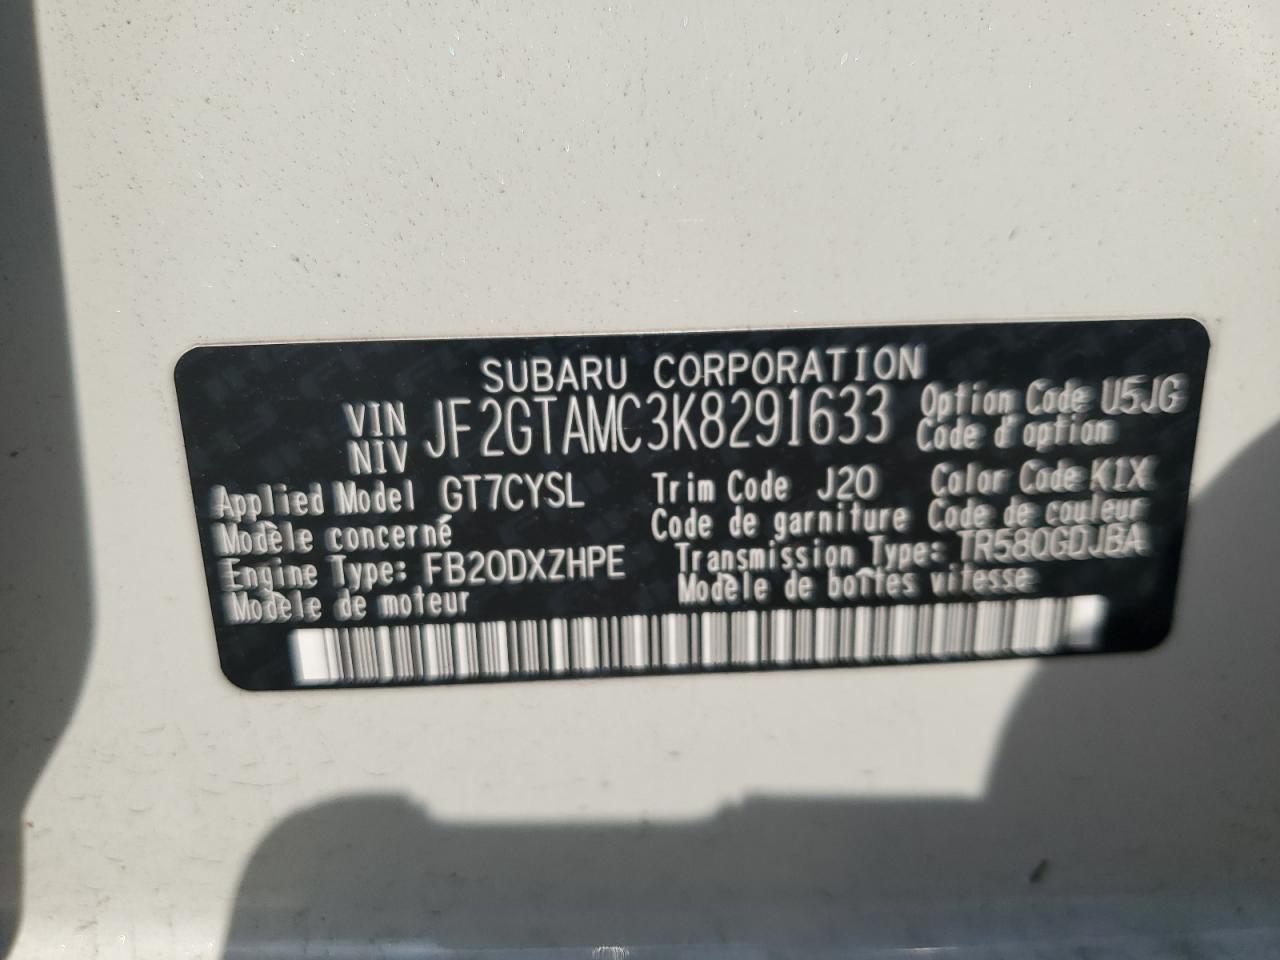 SUBARU CORPORATION
VIN JF2GTAMC3K8291633 Option Code U5JG
NIV Code d'option
Applied Model GT7CYSL Trim Code J20 Color Code K1X
Modèle concerné Code de garniture Code de couleur
Engine Type: FB20DXZHPE Transmission Type: TR580GDJBA
Modèle de moteur Modèle de boîtes vitesse